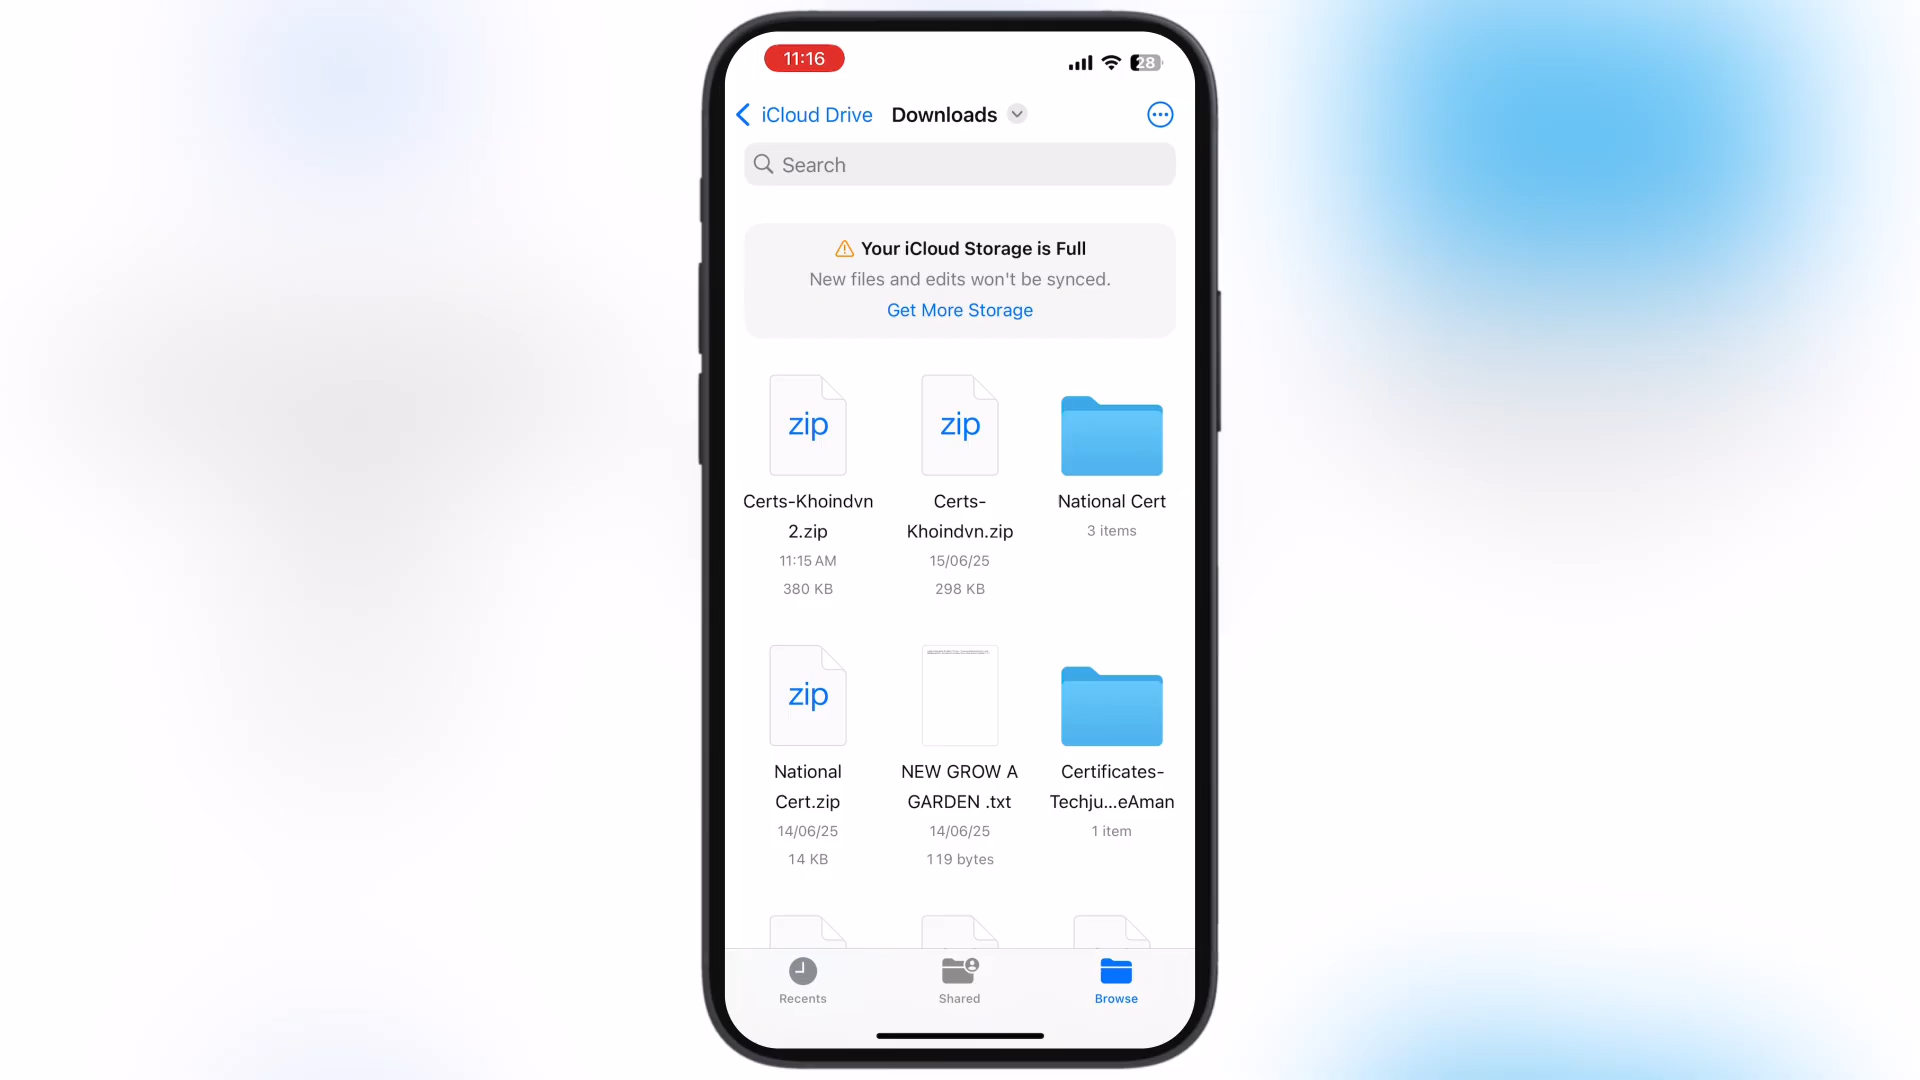 11:16
28
iCloud Drive Downloads
Search
Your iCloud Storage is Full
New files and edits won't be synced.
Get More Storage
zip
zip
Certs-Khoindvn
2.zip
11:15 AM
380 KB
Certs-
Khoindvn.zip
15/06/25
298 KB
National Cert
3 items
zip
National
Cert.zip
14/06/25
14 KB
NEW GROW A
GARDEN .txt
14/06/25
119 bytes
Certificates-
Techju...eAman
1 item
Recents
Shared
Browse